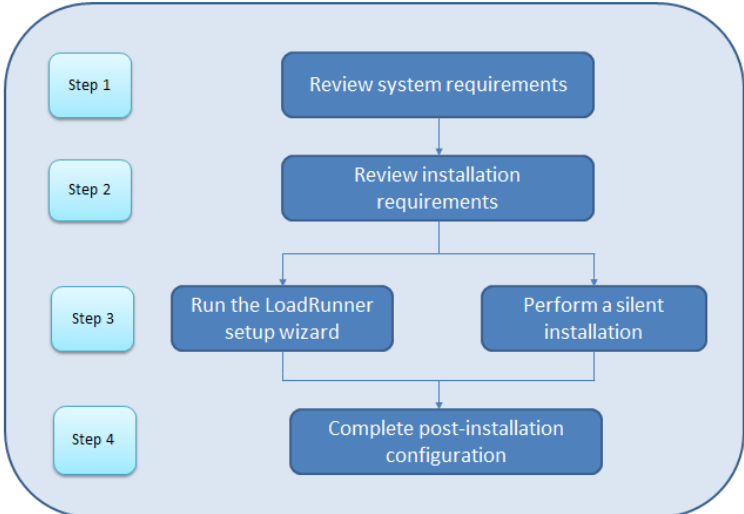 Step 1
Review system requirements
Step 2
Review installation
requirements
Step 3
Run the LoadRunner
setup wizard
Perform a silent
installation
Step 4
Complete post-installation
configuration